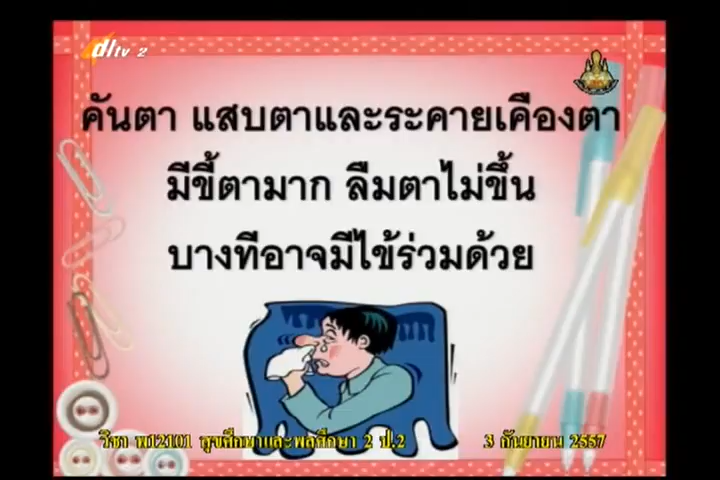 dltv 2
คันตา แสบตาและระคายเคืองตา
มีขี้ตามาก ลืมตาไม่ขึ้น
บางทีอาจมีไข้ร่วมด้วย
วิชา พ12101 สุขศึกษาและพลศึกษา 2 ป.2
3 กันยายน 2557